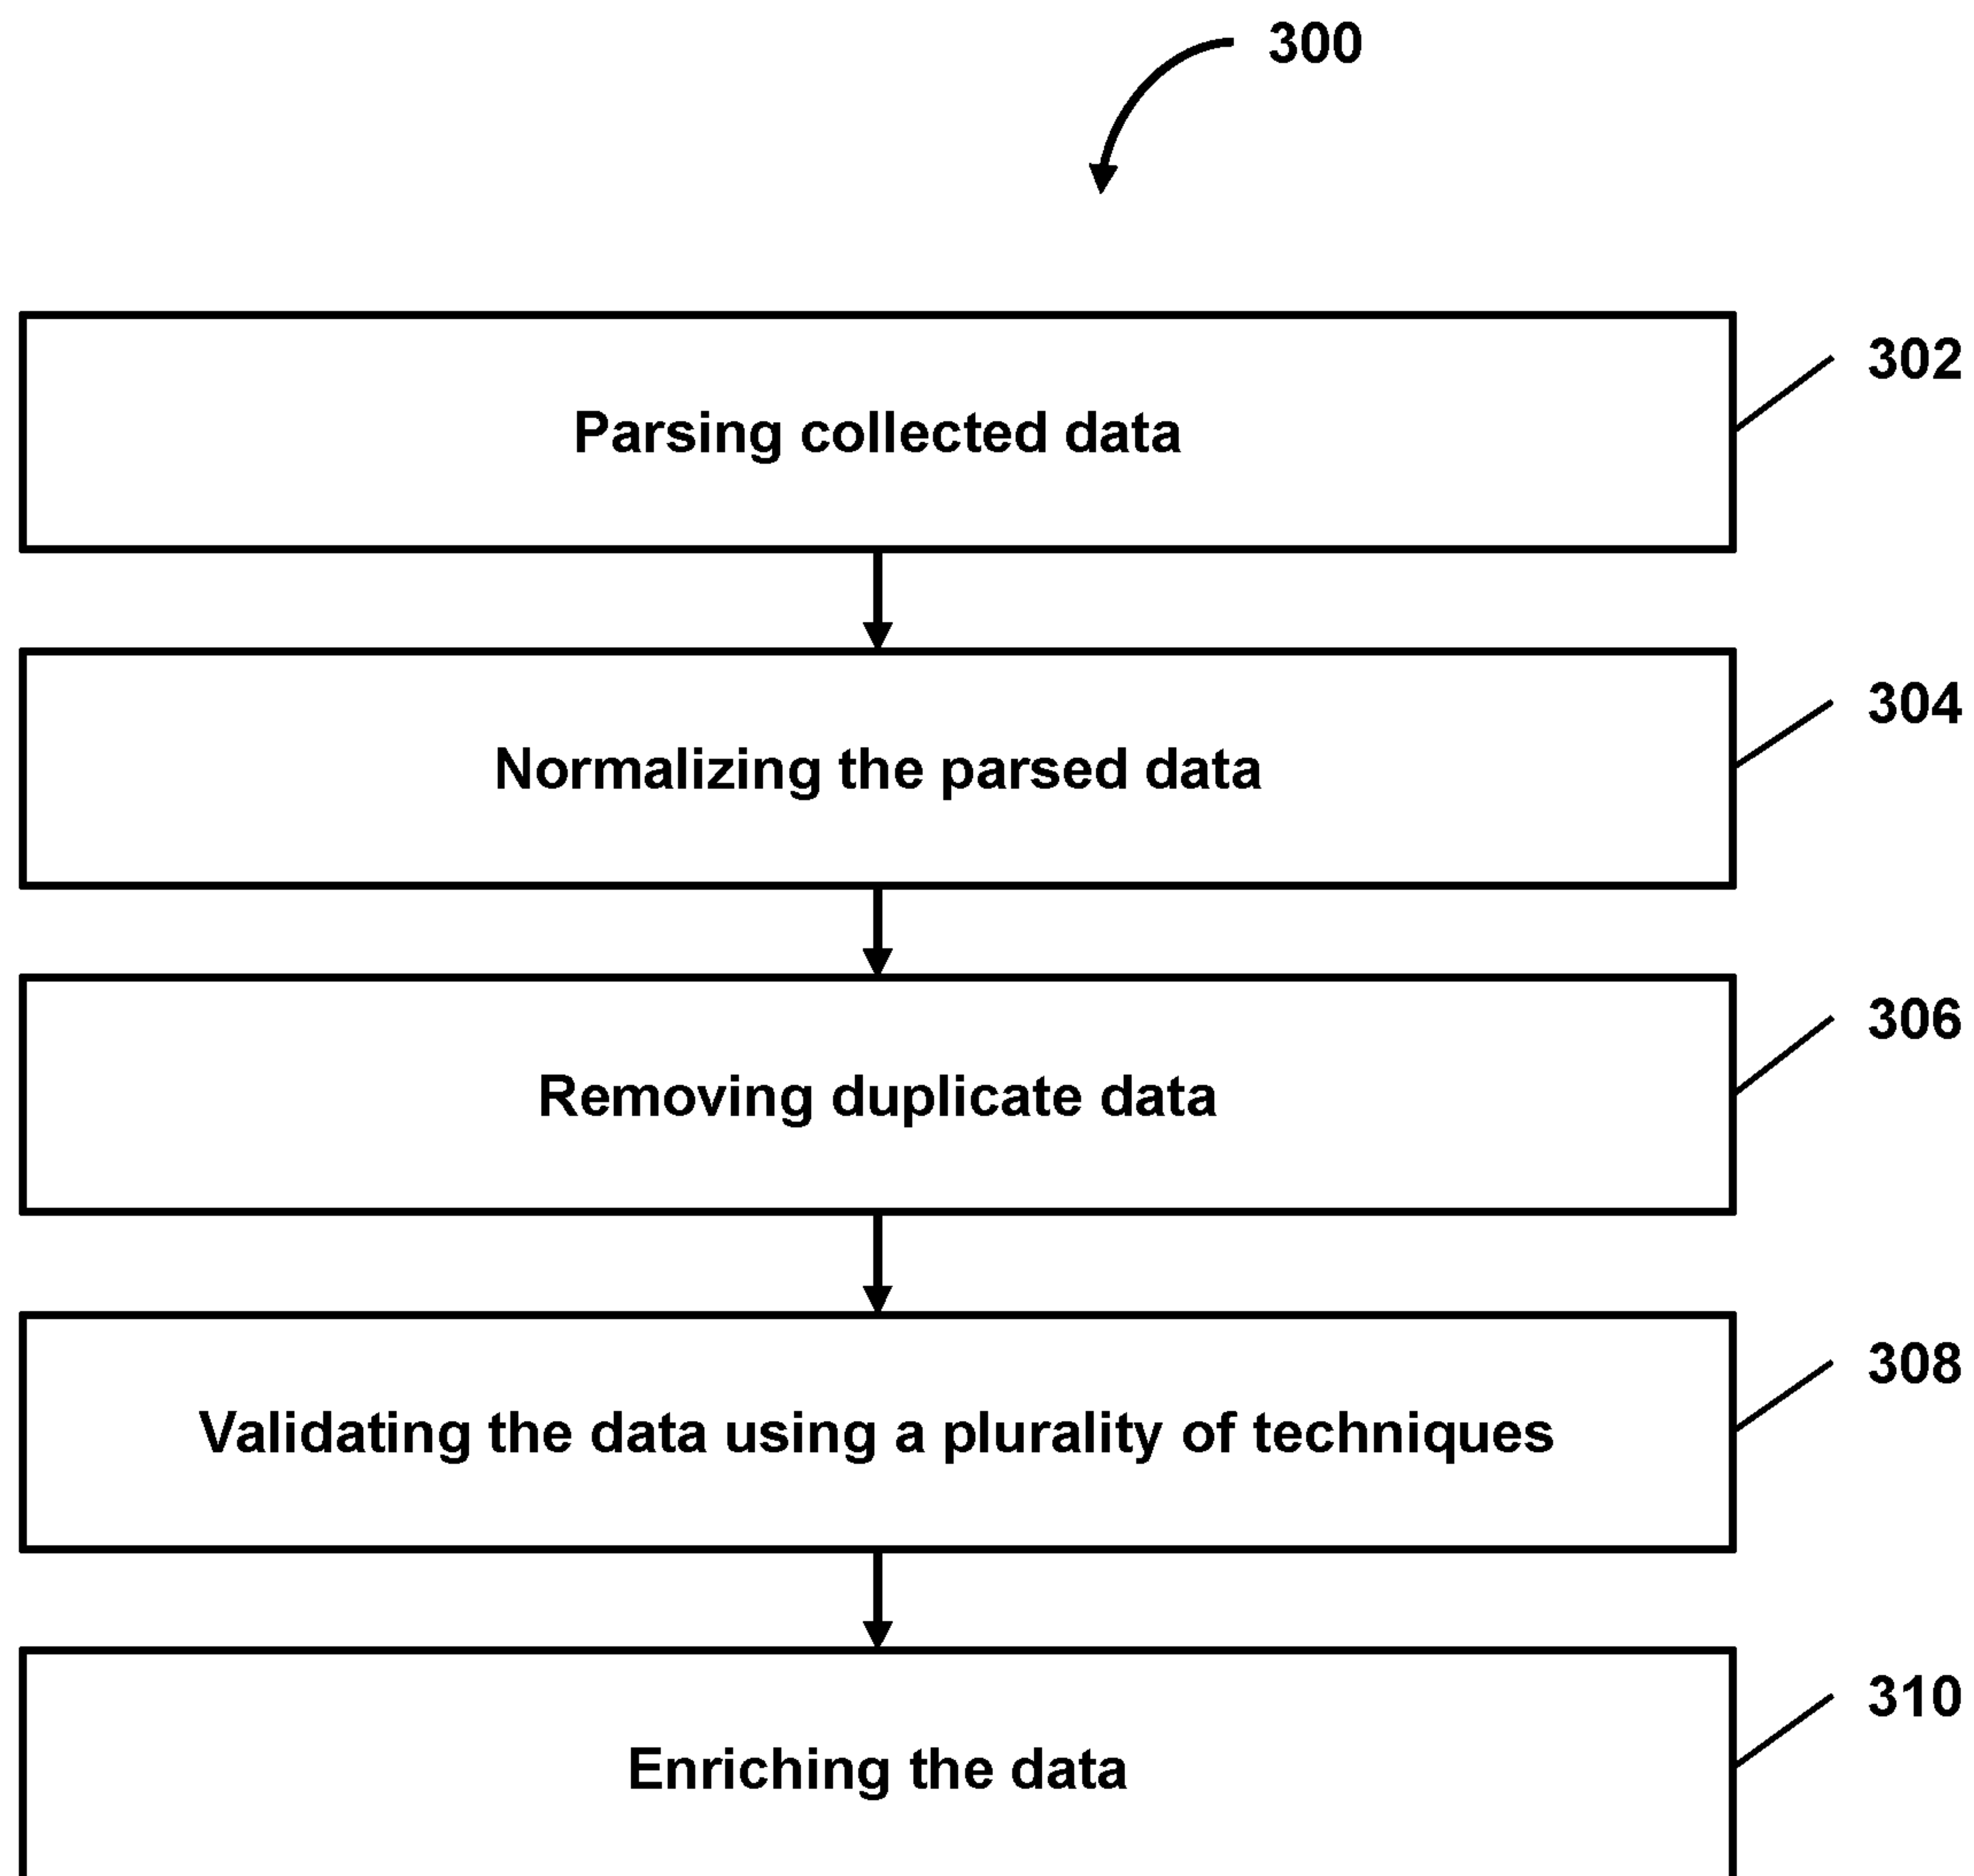 300
Parsing collected data
302
Normalizing the parsed data
304
Removing duplicate data
306
Validating the data using a plurality of techniques
308
Enriching the data
310